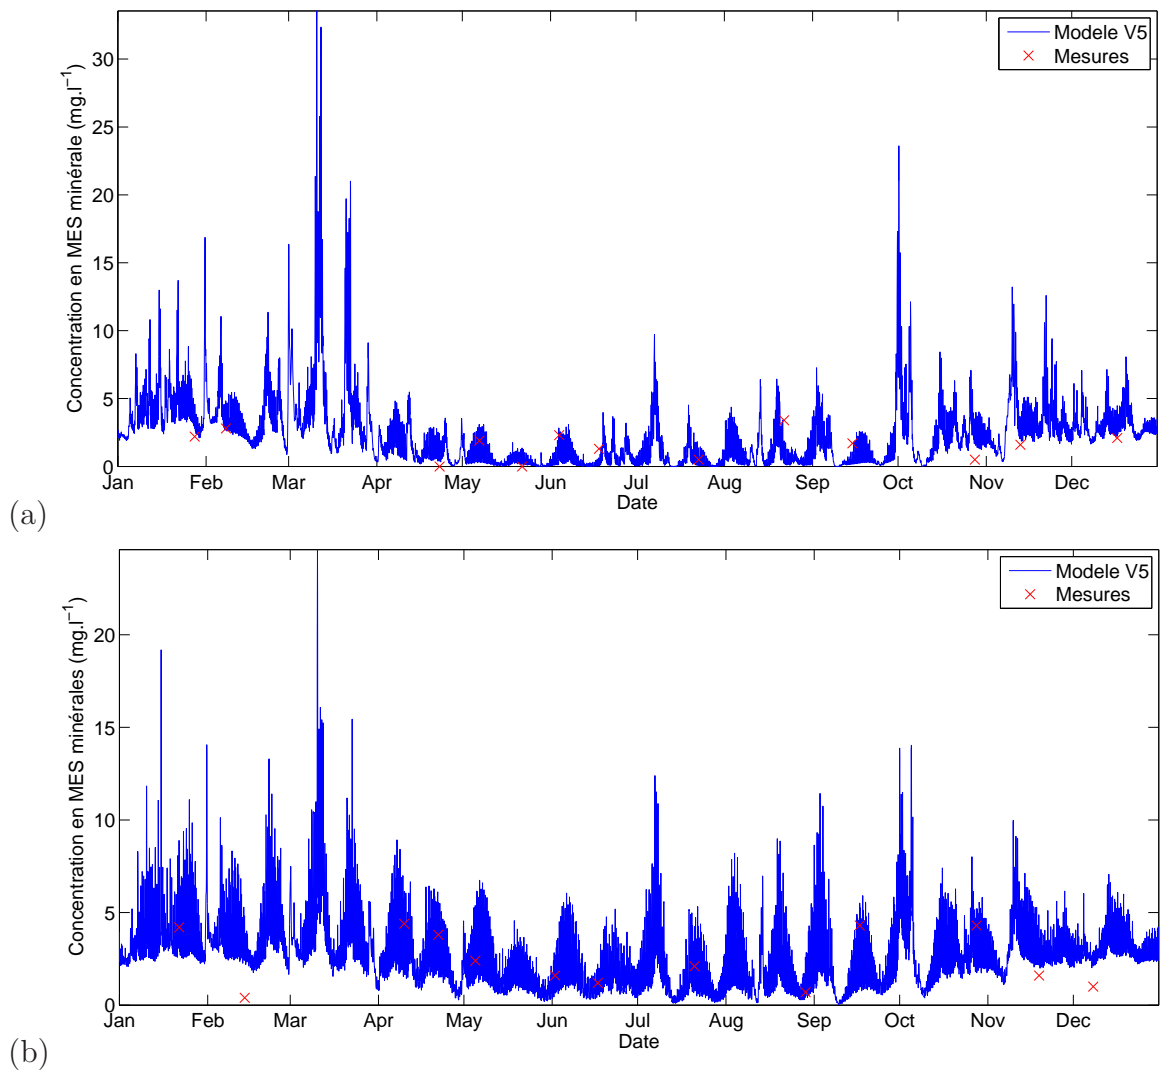 Concentration en MES minérale (mg.l⁻¹)
30
25
20
15
10
5
0
Jan Feb Mar Apr May Jun Jul Aug Sep Oct Nov Dec
Date
Modele V5
Mesures
(a)
Concentration en MES minérales (mg.l⁻¹)
20
15
10
5
0
Jan Feb Mar Apr May Jun Jul Aug Sep Oct Nov Dec
Date
Modele V5
Mesures
(b)